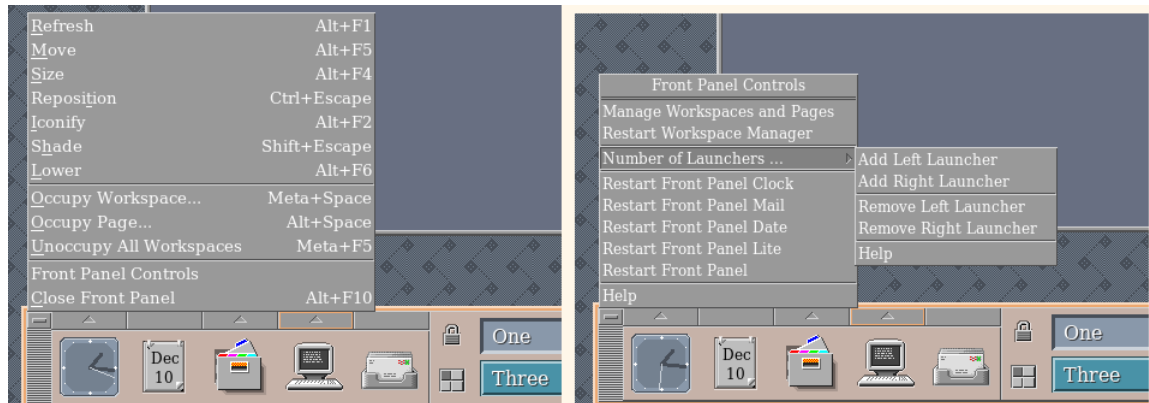 Refresh Alt+F1
Move Alt+F5
Size Alt+F4
Reposition Ctrl+Escape
Iconify Alt+F2
Shade Shift+Escape
Lower Alt+F6
Occupy Workspace... Meta+Space
Occupy Page... Alt+Space
Unoccupy All Workspaces Meta+F5
Front Panel Controls
Close Front Panel Alt+F10
Dec
10
One
Three
Front Panel Controls
Manage Workspaces and Pages
Restart Workspace Manager
Number of Launchers ...
Restart Front Panel Clock
Restart Front Panel Mail
Restart Front Panel Date
Restart Front Panel Lite
Restart Front Panel
Help
Add Left Launcher
Add Right Launcher
Remove Left Launcher
Remove Right Launcher
Help
Dec
10
One
Three